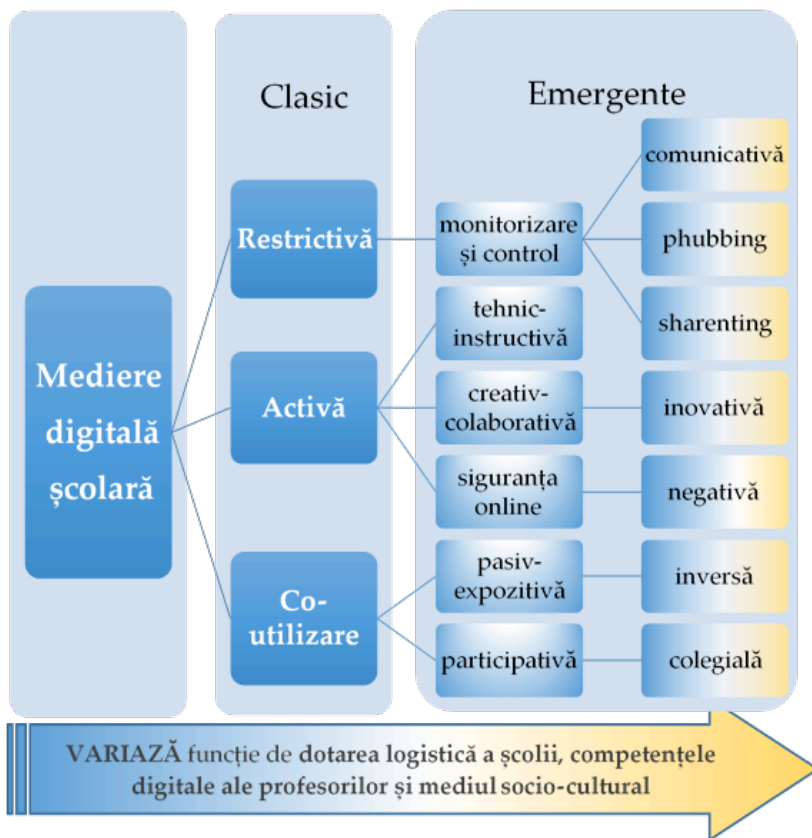 Clasic
Emergente
Mediere
digitală
școlară
Restrictivă
Activă
Co-
utilizare
monitorizare
și control
tehnic-
instructivă
creativ-
colaborativă
siguranța
online
pasiv-
expozitivă
participativă
comunicativă
phubbing
sharenting
inovativă
negativă
inversă
colegială
VARIAZĂ funcție de dotarea logistică a școlii, competențele
digitale ale profesorilor și mediul socio-cultural